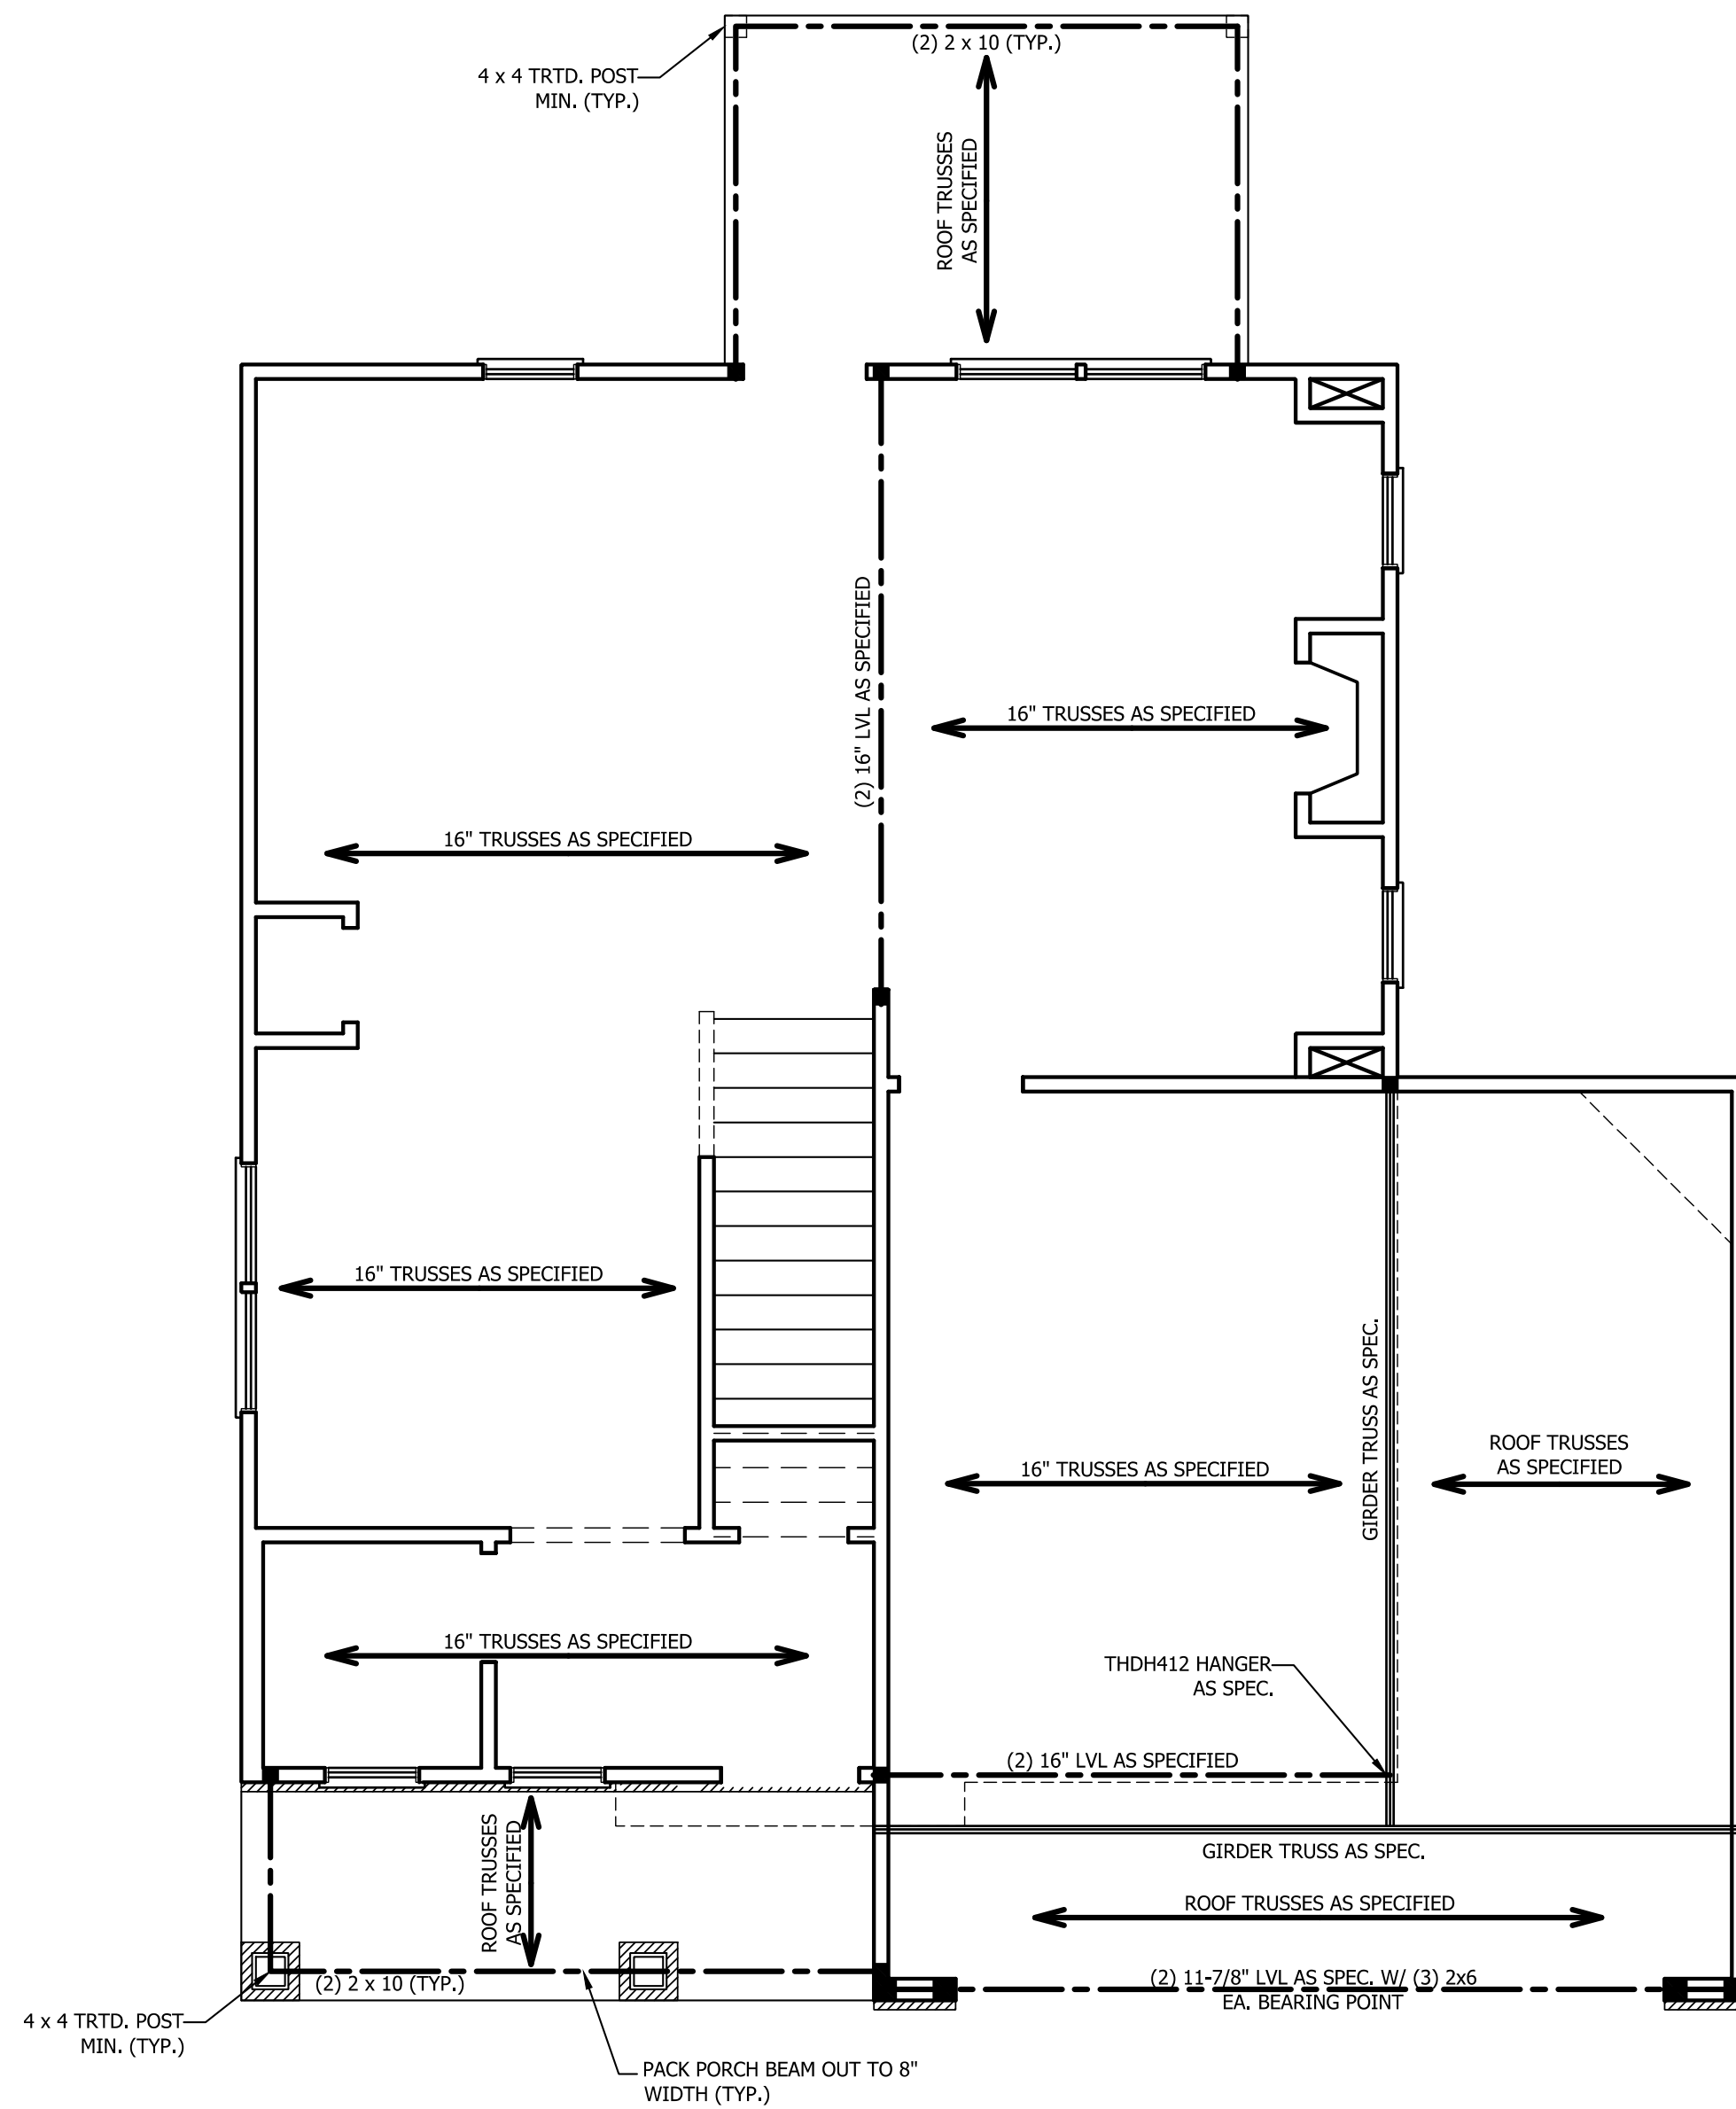 (2) 2 x 10 (TYP.)
4 x 4 TRTD. POST
MIN. (TYP.)
ROOF TRUSSES
AS SPECIFIED
(2) 16" LVL AS SPECIFIED
16" TRUSSES AS SPECIFIED
16" TRUSSES AS SPECIFIED
16" TRUSSES AS SPECIFIED
GIRDER TRUSS AS SPEC.
ROOF TRUSSES
AS SPECIFIED
16" TRUSSES AS SPECIFIED
16" TRUSSES AS SPECIFIED
THDH412 HANGER
AS SPEC.
(2) 16" LVL AS SPECIFIED
ROOF TRUSSES
AS SPECIFIED
GIRDER TRUSS AS SPEC.
ROOF TRUSSES AS SPECIFIED
(2) 2 x 10 (TYP.)
(2) 11-7/8" LVL AS SPEC. W/ (3) 2x6
EA. BEARING POINT
4 x 4 TRTD. POST
MIN. (TYP.)
PACK PORCH BEAM OUT TO 8"
WIDTH (TYP.)